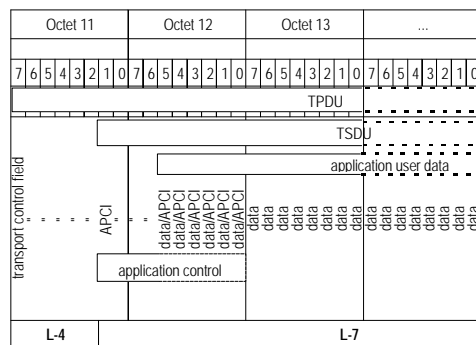 Octet 11 Octet 12 Octet 13 ...
7 6 5 4 3 2 1 0 7 6 5 4 3 2 1 0 7 6 5 4 3 2 1 0 7 6 5 4 3 2 1 0
TPDU
TSDU
application user data
transport control field " " " " " APCI " " " data/APCI data/APCI data/APCI data/APCI data/APCI data/APCI data data data data data data data data data data data data data data data data
application control
L-4 L-7